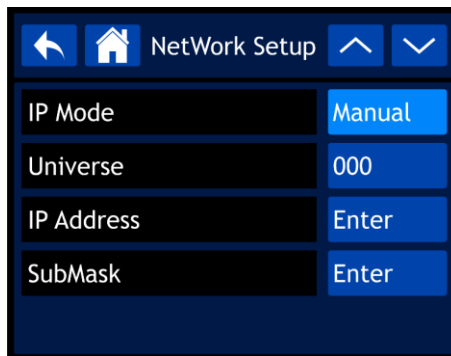 NetWork Setup
IP Mode Manual
Universe 000
IP Address Enter
SubMask Enter